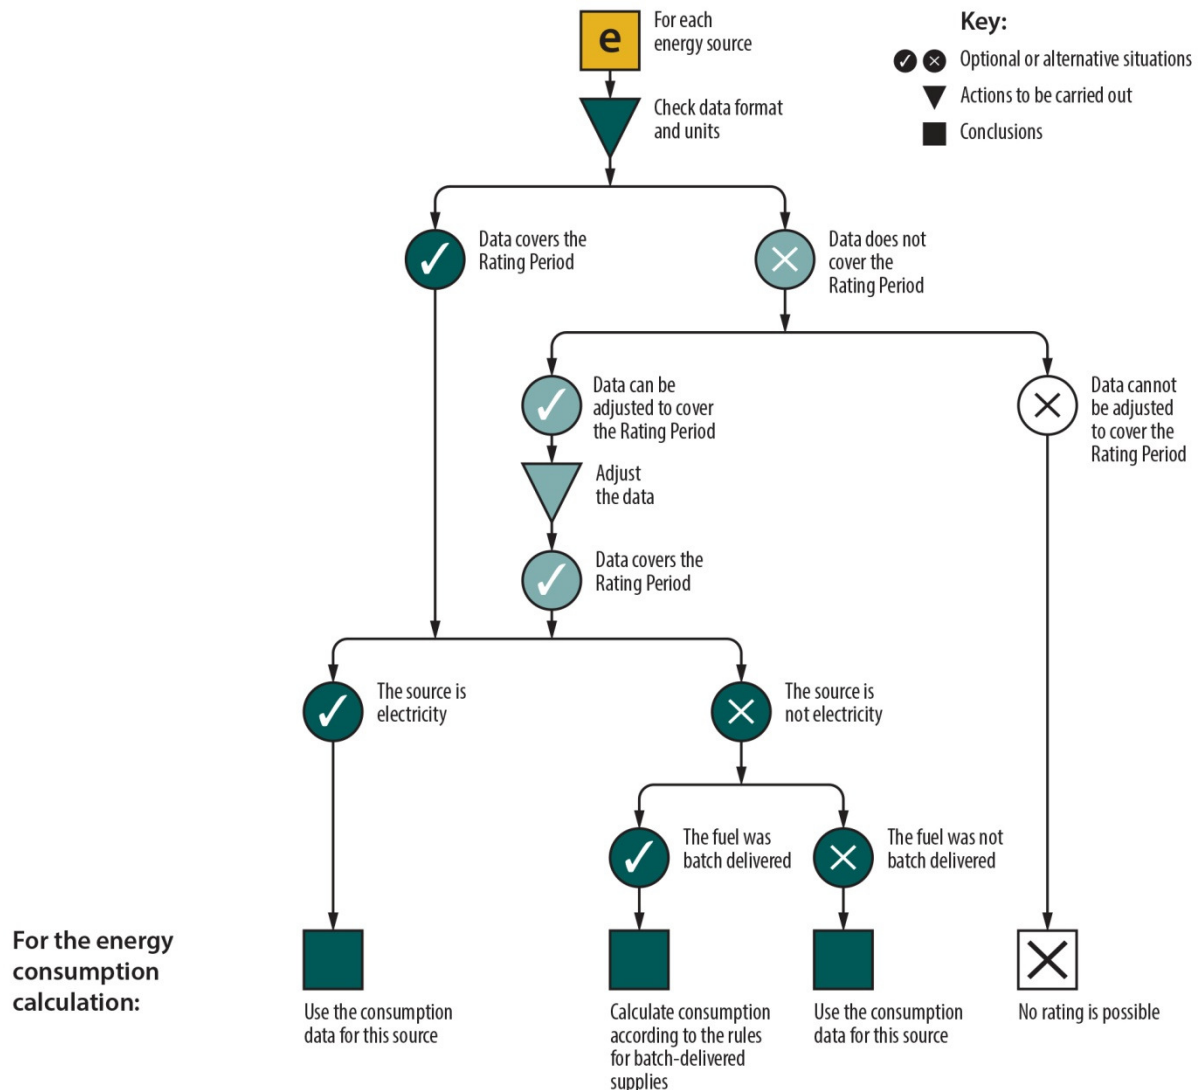 e
For each
energy source
Key:
Optional or alternative situations
Actions to be carried out
Conclusions
Check data format
and units
Data covers the
Rating Period
Data does not
cover the
Rating Period
Data can be
adjusted to cover
the Rating Period
Data cannot
be adjusted
to cover the
Rating Period
Adjust
the data
Data covers the
Rating Period
The source is
electricity
The source is
not electricity
The fuel was
batch delivered
The fuel was not
batch delivered
For the energy
consumption
calculation:
Use the consumption
data for this source
Calculate consumption
according to the rules
for batch-delivered
supplies
Use the consumption
data for this source
No rating is possible